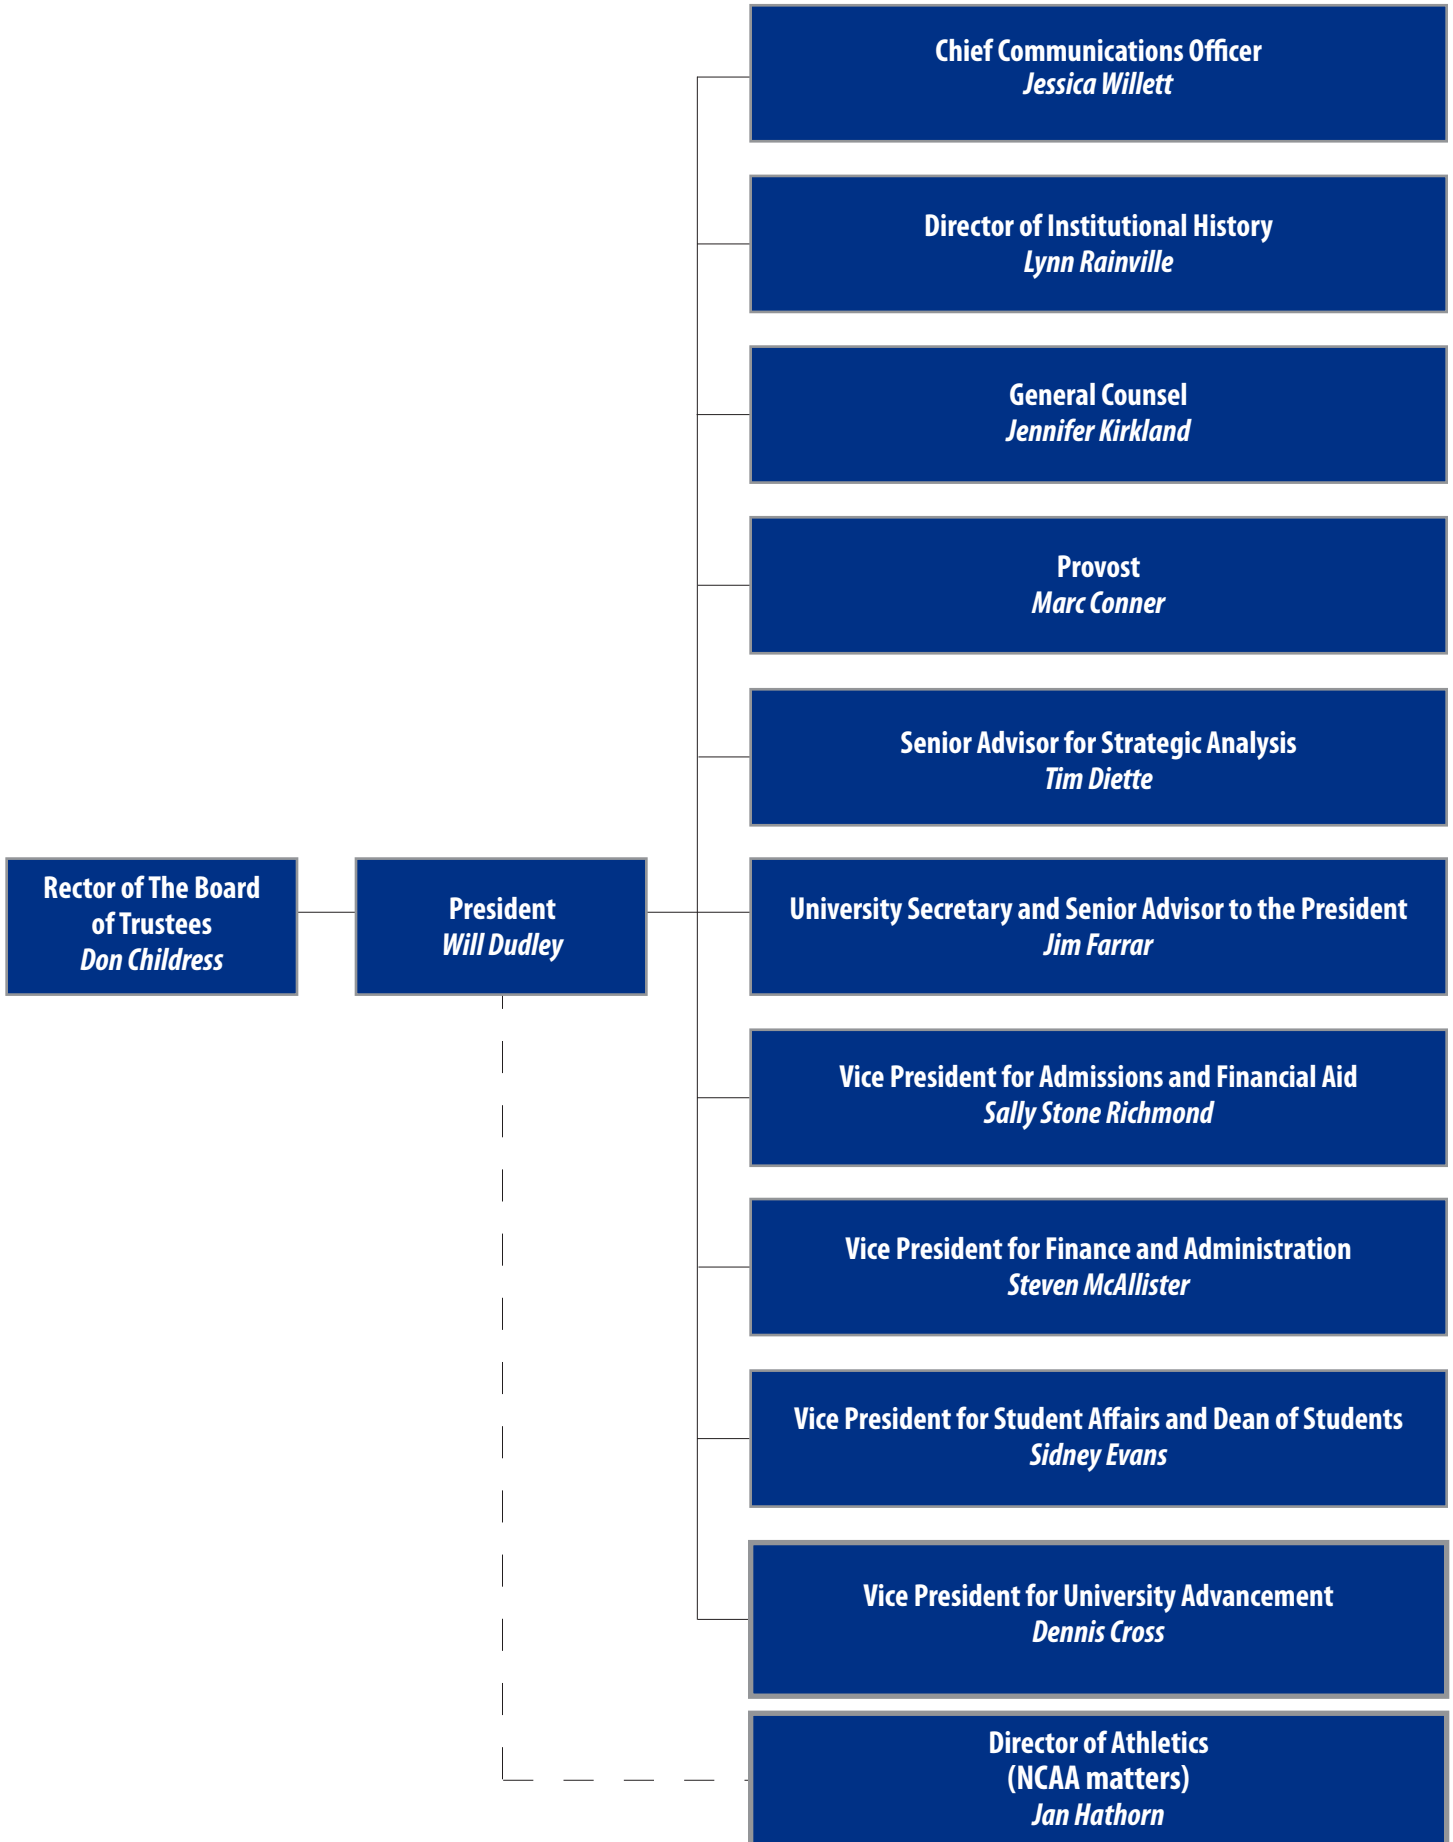 Chief Communications Officer
Jessica Willett
Director of Institutional History
Lynn Rainville
General Counsel
Jennifer Kirkland
Provost
Marc Conner
Senior Advisor for Strategic Analysis
Tim Diette
Rector of The Board
of Trustees
Don Childress
President
Will Dudley
University Secretary and Senior Advisor to the President
Jim Farrar
Vice President for Admissions and Financial Aid
Sally Stone Richmond
Vice President for Finance and Administration
Steven McAllister
Vice President for Student Affairs and Dean of Students
Sidney Evans
Vice President for University Advancement
Dennis Cross
Director of Athletics
(NCAA matters)
Jan Hathorn